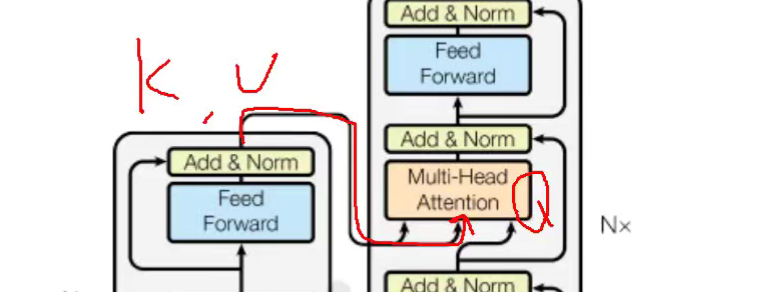 Add & Norm
Feed
Forward
K, V
Add & Norm
Add & Norm
Multi-Head
Attention
Q
Feed
Forward
Nx
Add & Norm